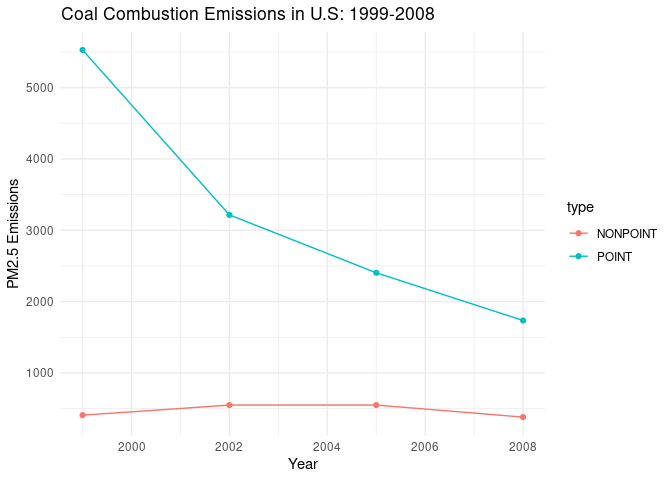 Coal Combustion Emissions in U.S: 1999-2008
5000
4000
3000
2000
1000
PM2.5 Emissions
2000
2002
2004
2006
2008
Year
type
NONPOINT
POINT